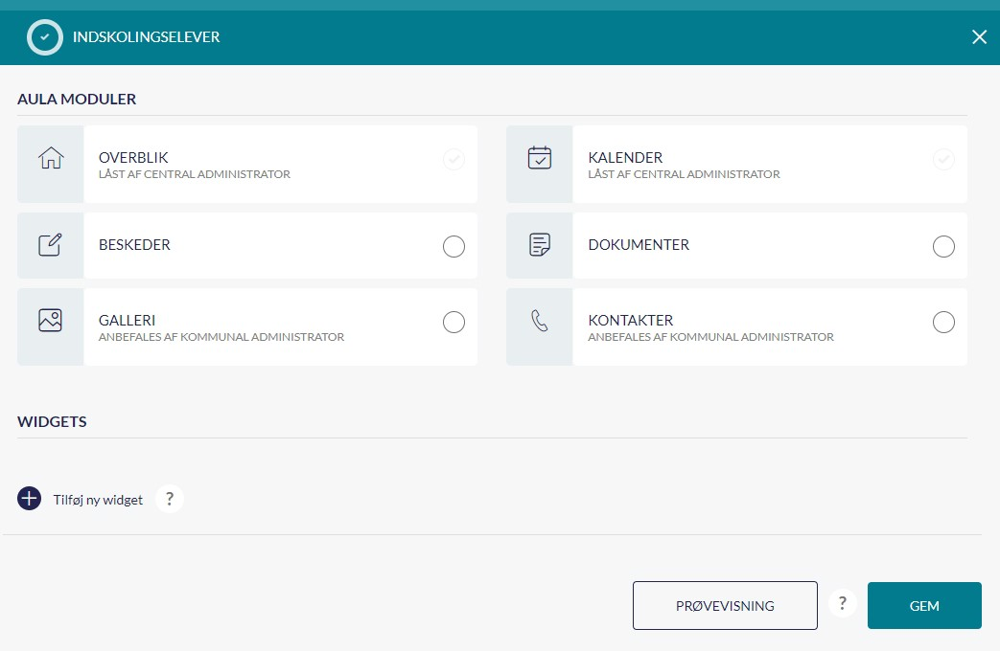 INDSKOLINGSELEVER
AULA MODULER
OVERBLIK
LÅST AF CENTRAL ADMINISTRATOR
KALENDER
LÅST AF CENTRAL ADMINISTRATOR
BESKEDER
DOKUMENTER
GALLERI
ANBEFALES AF KOMMUNAL ADMINISTRATOR
KONTAKTER
ANBEFALES AF KOMMUNAL ADMINISTRATOR
WIDGETS
Tilføj ny widget ?
PRØVEVISNING ? GEM